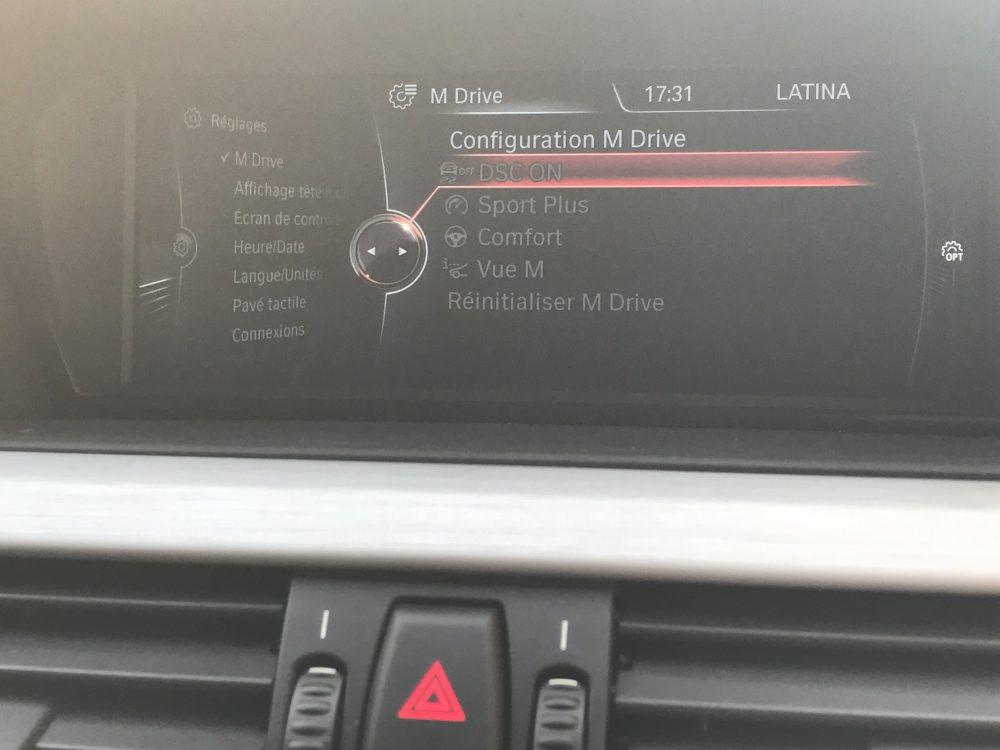 M Drive
17:31
LATINA
Réglages
✓ M Drive
Affichage tête
Écran de contrôle
Heure/Date
Langue/Unités
Pavé tactile
Connexions
Configuration M Drive
OFF DSC ON
Sport Plus
Comfort
Vue M
Réinitialiser M Drive
OPT